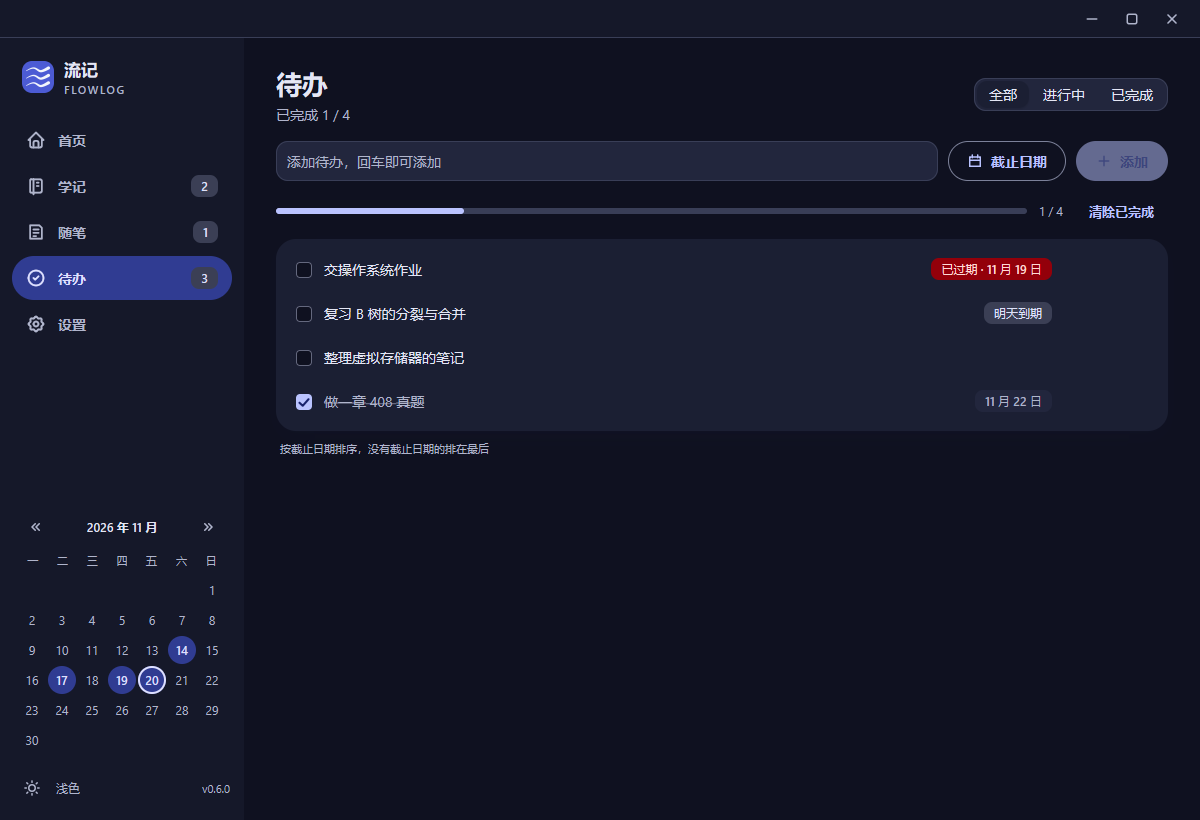 流记
FLOWLOG
首页
学记 2
随笔 1
待办 3
设置
« 2026 年 11 月 »
一 二 三 四 五 六 日
1
2 3 4 5 6 7 8
9 10 11 12 13 14 15
16 17 18 19 20 21 22
23 24 25 26 27 28 29
30
浅色 v0.6.0
待办
已完成 1 / 4
全部 进行中 已完成
添加待办，回车即可添加 截止日期 + 添加
1 / 4 清除已完成
交操作系统作业 已过期 · 11 月 19 日
复习 B 树的分裂与合并 明天到期
整理虚拟存储器的笔记
做一章 408 真题 11 月 22 日
按截止日期排序，没有截止日期的排在最后